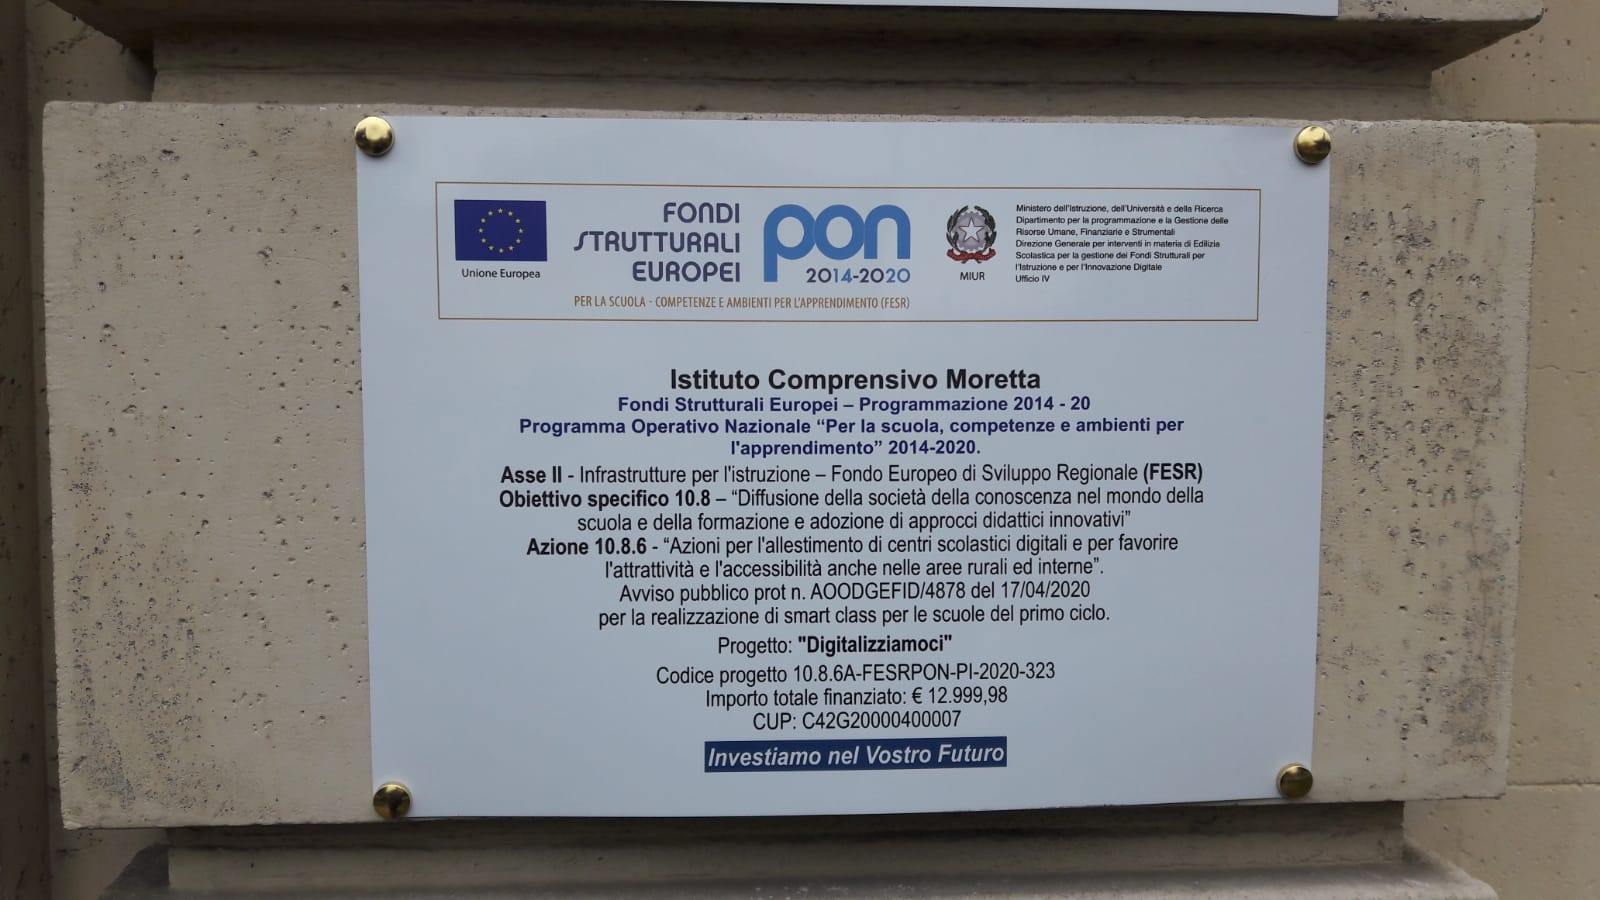 Unione Europea
FONDI
STRUTTURALI
EUROPEI
pon
2014-2020
PER LA SCUOLA - COMPETENZE E AMBIENTI PER L'APPRENDIMENTO (FESR)
MIUR
Ministero dell'Istruzione, dell'Università e della Ricerca
Dipartimento per la programmazione e la Gestione delle
Risorse Umane, Finanziarie e Strumentali
Direzione Generale per interventi in materia di Edilizia
Scolastica per la gestione dei Fondi Strutturali per
l'Istruzione e per l'Innovazione Digitale
Ufficio IV
Istituto Comprensivo Moretta
Fondi Strutturali Europei – Programmazione 2014 - 20
Programma Operativo Nazionale “Per la scuola, competenze e ambienti per
l'apprendimento” 2014-2020.
Asse II - Infrastrutture per l'istruzione – Fondo Europeo di Sviluppo Regionale (FESR)
Obiettivo specifico 10.8 – “Diffusione della società della conoscenza nel mondo della
scuola e della formazione e adozione di approcci didattici innovativi”
Azione 10.8.6 - “Azioni per l'allestimento di centri scolastici digitali e per favorire
l'attrattività e l'accessibilità anche nelle aree rurali ed interne”.
Avviso pubblico prot n. AOODGEFID/4878 del 17/04/2020
per la realizzazione di smart class per le scuole del primo ciclo.
Progetto: "Digitalizziamoci"
Codice progetto 10.8.6A-FESRPON-PI-2020-323
Importo totale finanziato: € 12.999,98
CUP: C42G20000400007
Investiamo nel Vostro Futuro